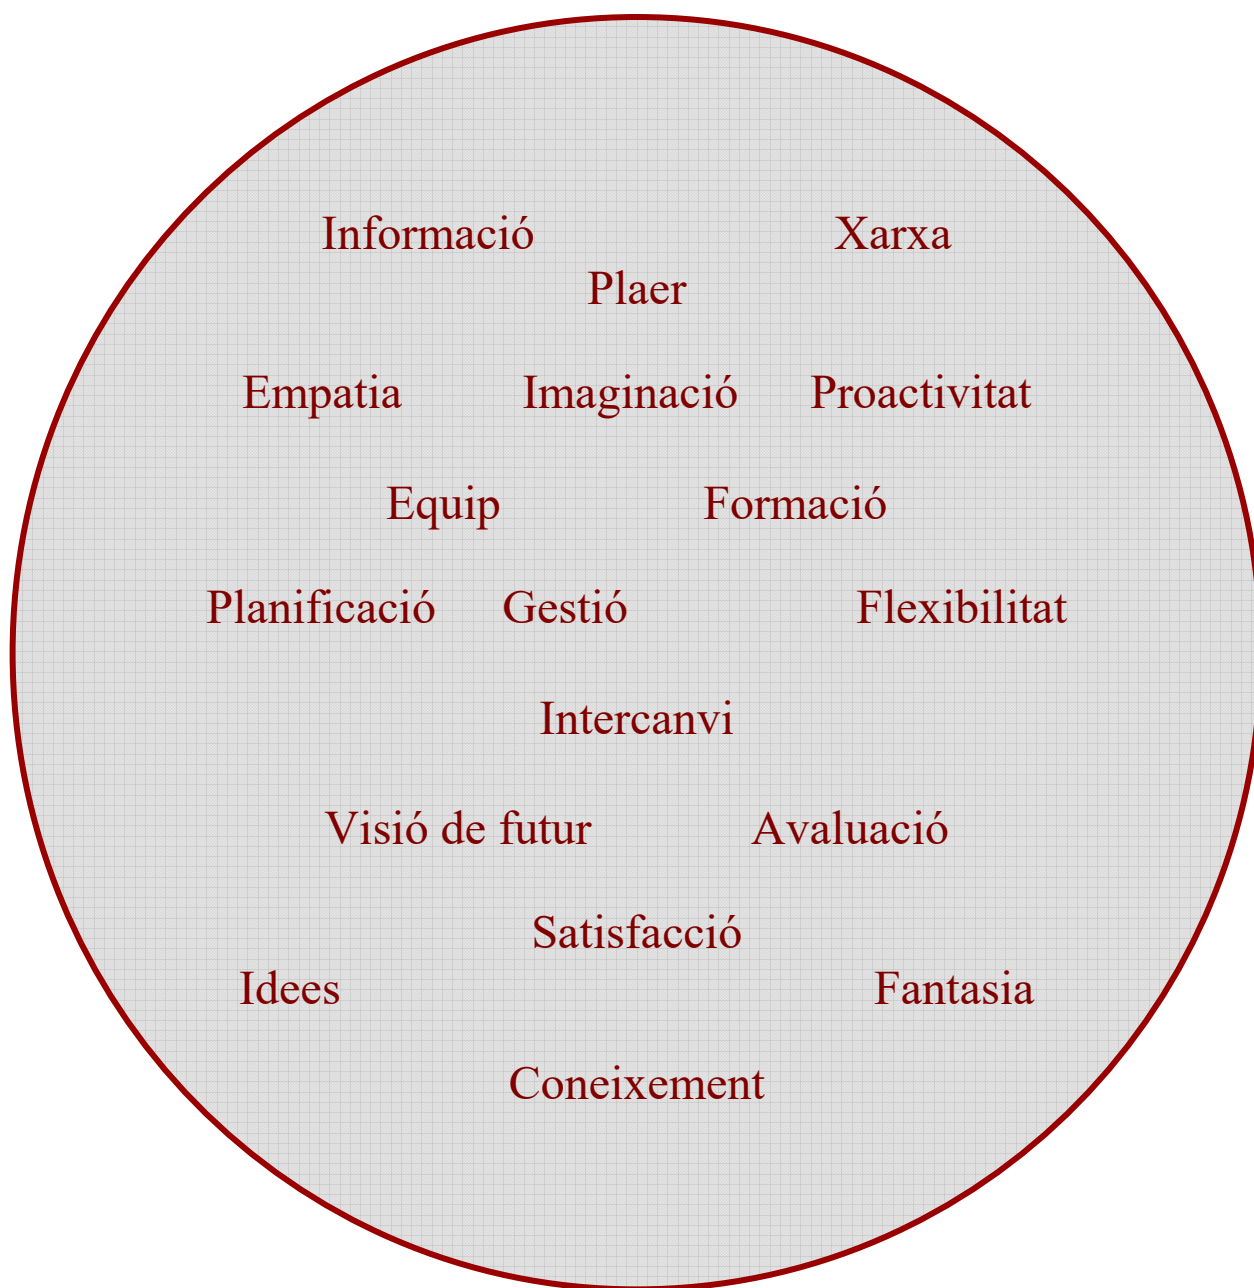 Informació Xarxa
Plaer
Empatia Imaginació Proactivitat
Equip Formació
Planificació Gestió Flexibilitat
Intercanvi
Visió de futur Avaluació
Satisfacció
Idees Fantasia
Coneixement